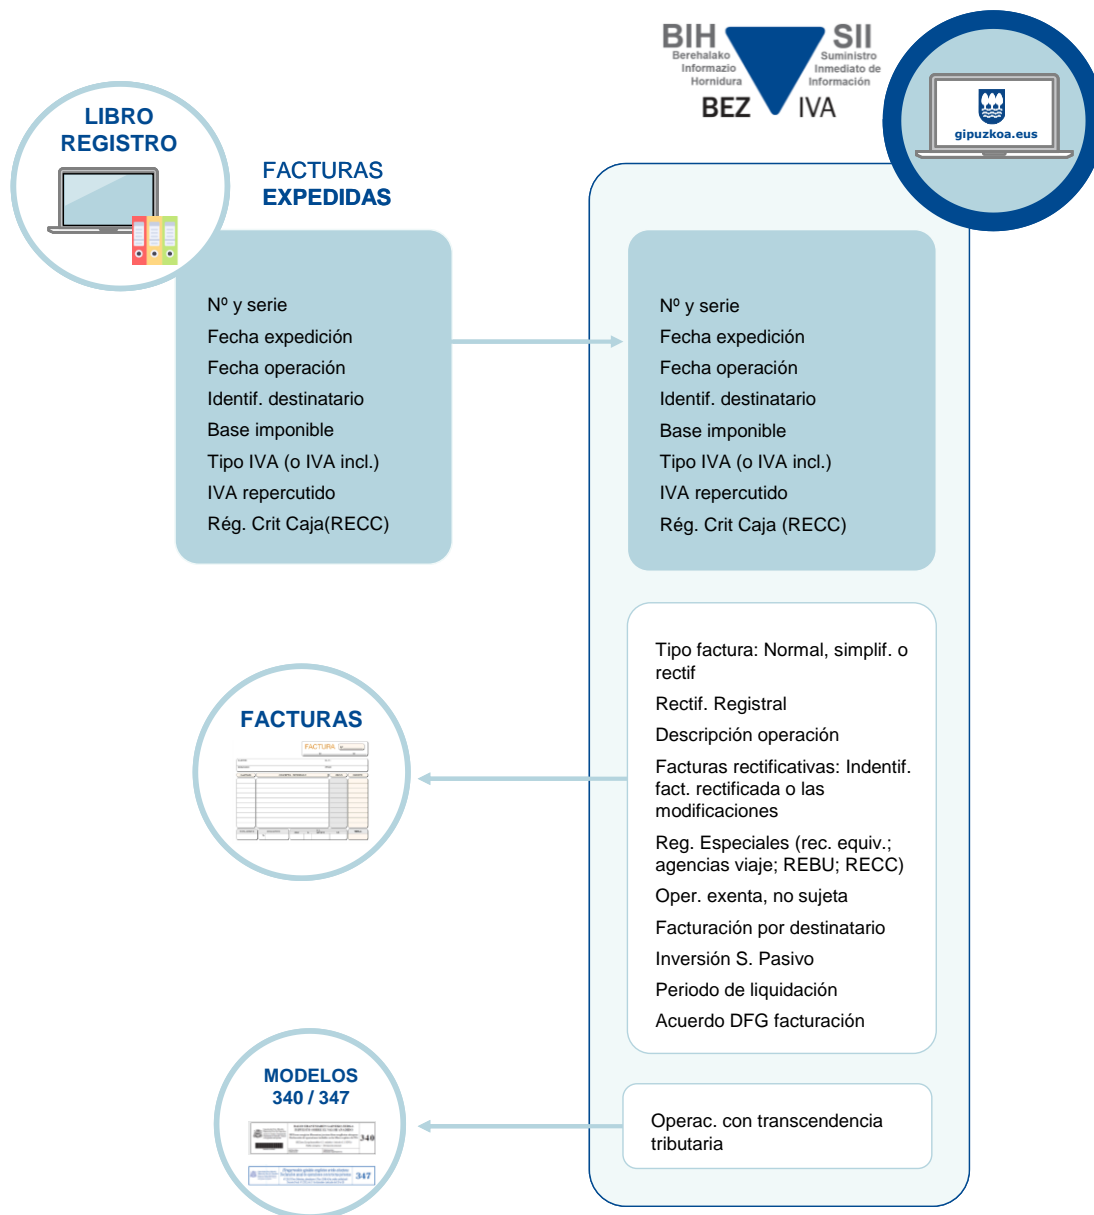 BIH
Berehalako
Informazio
Hornidura
BEZ
SII
Suministro
Inmediato de
Información
IVA
gipuzkoa.eus
LIBRO
REGISTRO
FACTURAS
EXPEDIDAS
Nº y serie
Fecha expedición
Fecha operación
Identif. destinatario
Base imponible
Tipo IVA (o IVA incl.)
IVA repercutido
Rég. Crit Caja(RECC)
Nº y serie
Fecha expedición
Fecha operación
Identif. destinatario
Base imponible
Tipo IVA (o IVA incl.)
IVA repercutido
Rég. Crit Caja (RECC)
Tipo factura: Normal, simplif. o
rectif
Rectif. Registral
Descripción operación
Facturas rectificativas: Indentif.
fact. rectificada o las
modificaciones
Reg. Especiales (rec. equiv.;
agencias viaje; REBU; RECC)
Oper. exenta, no sujeta
Facturación por destinatario
Inversión S. Pasivo
Periodo de liquidación
Acuerdo DFG facturación
FACTURAS
FACTURA
MODELOS
340 / 347
340
347
Operac. con transcendencia
tributaria